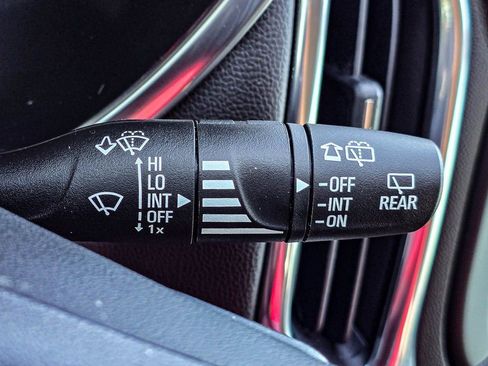 HI
LO
INT
OFF
1x
-OFF
-INT
-ON
REAR